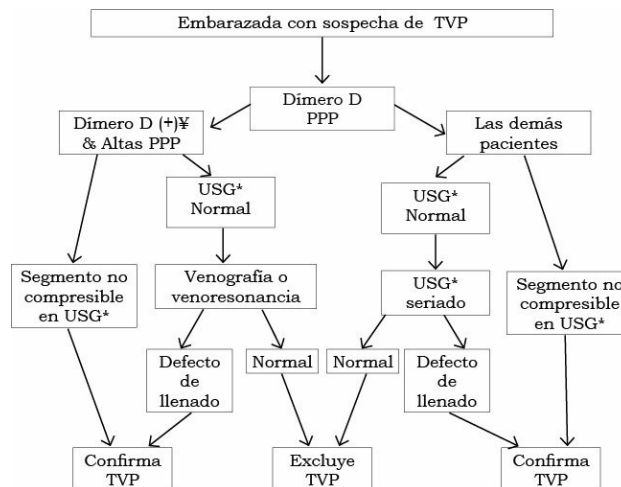 Embarazada con sospecha de TVP
Dímero D
PPP
Dímero D (+)¥
& Altas PPP
Las demás
pacientes
USG*
Normal
USG*
Normal
Segmento no
compresible
en USG*
Venografía o
venoresonancia
USG*
seriado
Segmento no
compresible
en USG*
Defecto
de
llenado
Normal
Normal
Defecto
de
llenado
Confirma
TVP
Excluye
TVP
Confirma
TVP